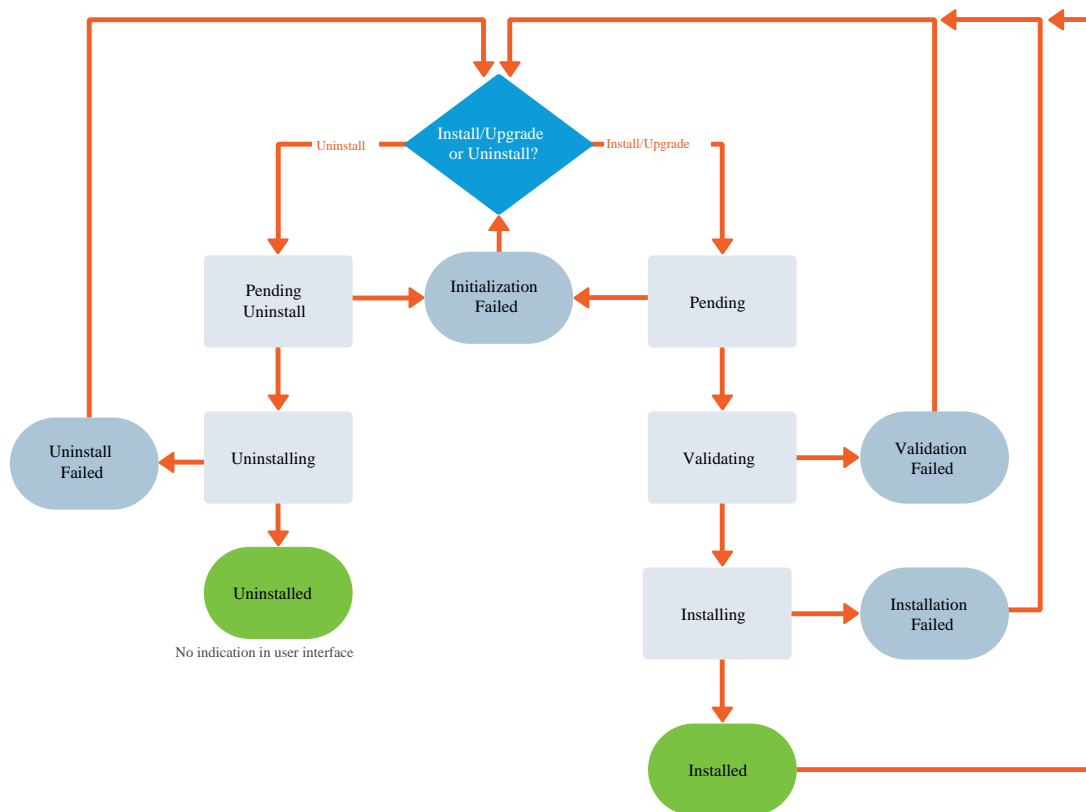 Install/Upgrade
or Uninstall?
Uninstall
Install/Upgrade
Pending
Uninstall
Initialization
Failed
Pending
Uninstall
Failed
Uninstalling
Validating
Validation
Failed
Uninstalled
No indication in user interface
Installing
Installation
Failed
Installed